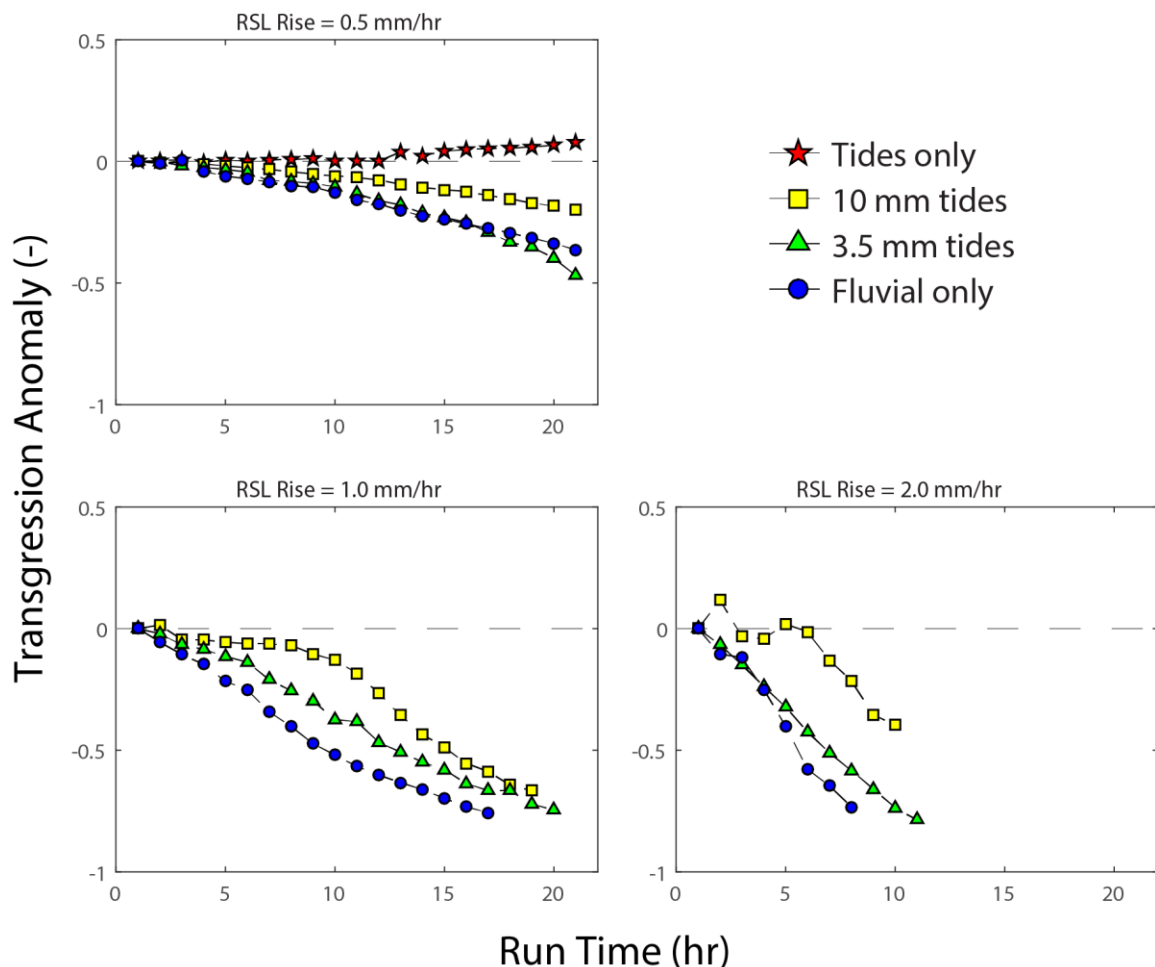 RSL Rise = 0.5 mm/hr
0.5
0
-0.5
-1
0 5 10 15 20
Tides only
10 mm tides
3.5 mm tides
Fluvial only
Transgression Anomaly (-)
RSL Rise = 1.0 mm/hr
0.5
0
-0.5
-1
0 5 10 15 20
RSL Rise = 2.0 mm/hr
0.5
0
-0.5
-1
0 5 10 15 20
Run Time (hr)